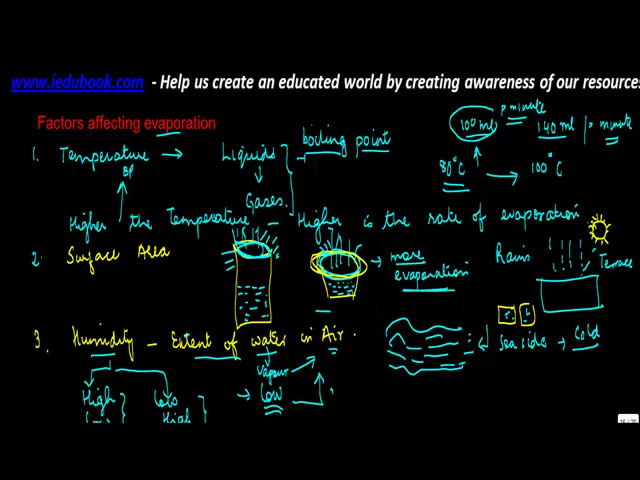 www.iedubook.com - Help us create an educated world by creating awareness of our resources
Factors affecting evaporation
100 ml p minute 140 ml p minute
1. Temperature → Liquids boiling point
BP
80°C → 100°C
Gases.
Higher the Temperature - Higher is the rate of evaporation
2. Surface Area more evaporation Rains Terrace
3. Humidity - Extent of water in Air. Sea side → Cold
vapour
High Low → Low
High